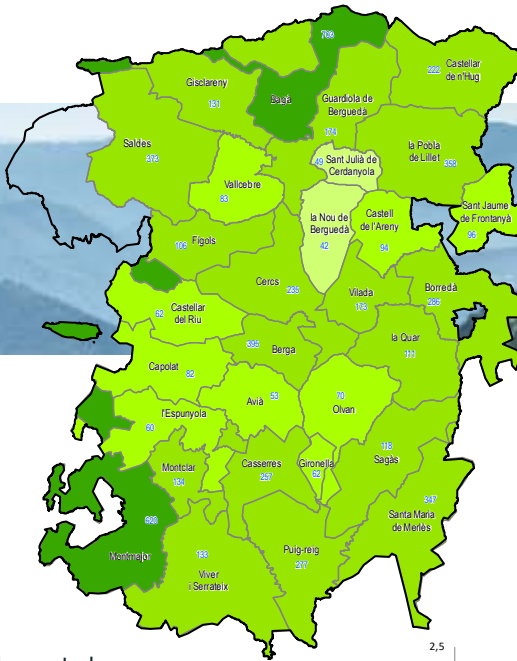 763
Castellar
de n'Hug
222
Gisclareny
131
Bagà
Guardiola de
Berguedà
174
Saldes
373
la Pobla
de Lillet
358
49
Sant Julià de
Cerdanyola
Vallcebre
83
Sant Jaume
de Frontanyà
96
la Nou de
Berguedà
42
Castell
de l'Areny
94
Fígols
106
Cercs
235
Vilada
173
Borredà
286
Castellar
del Riu
62
395
Berga
la Quar
111
Capolat
82
Avià
53
70
Olvan
l'Espunyola
60
Montclar
134
Casserres
257
Gironella
62
118
Sagàs
347
Santa Maria
de Merlès
Montmajor
133
Viver
i Serrateix
Puig-reig
277
2,5